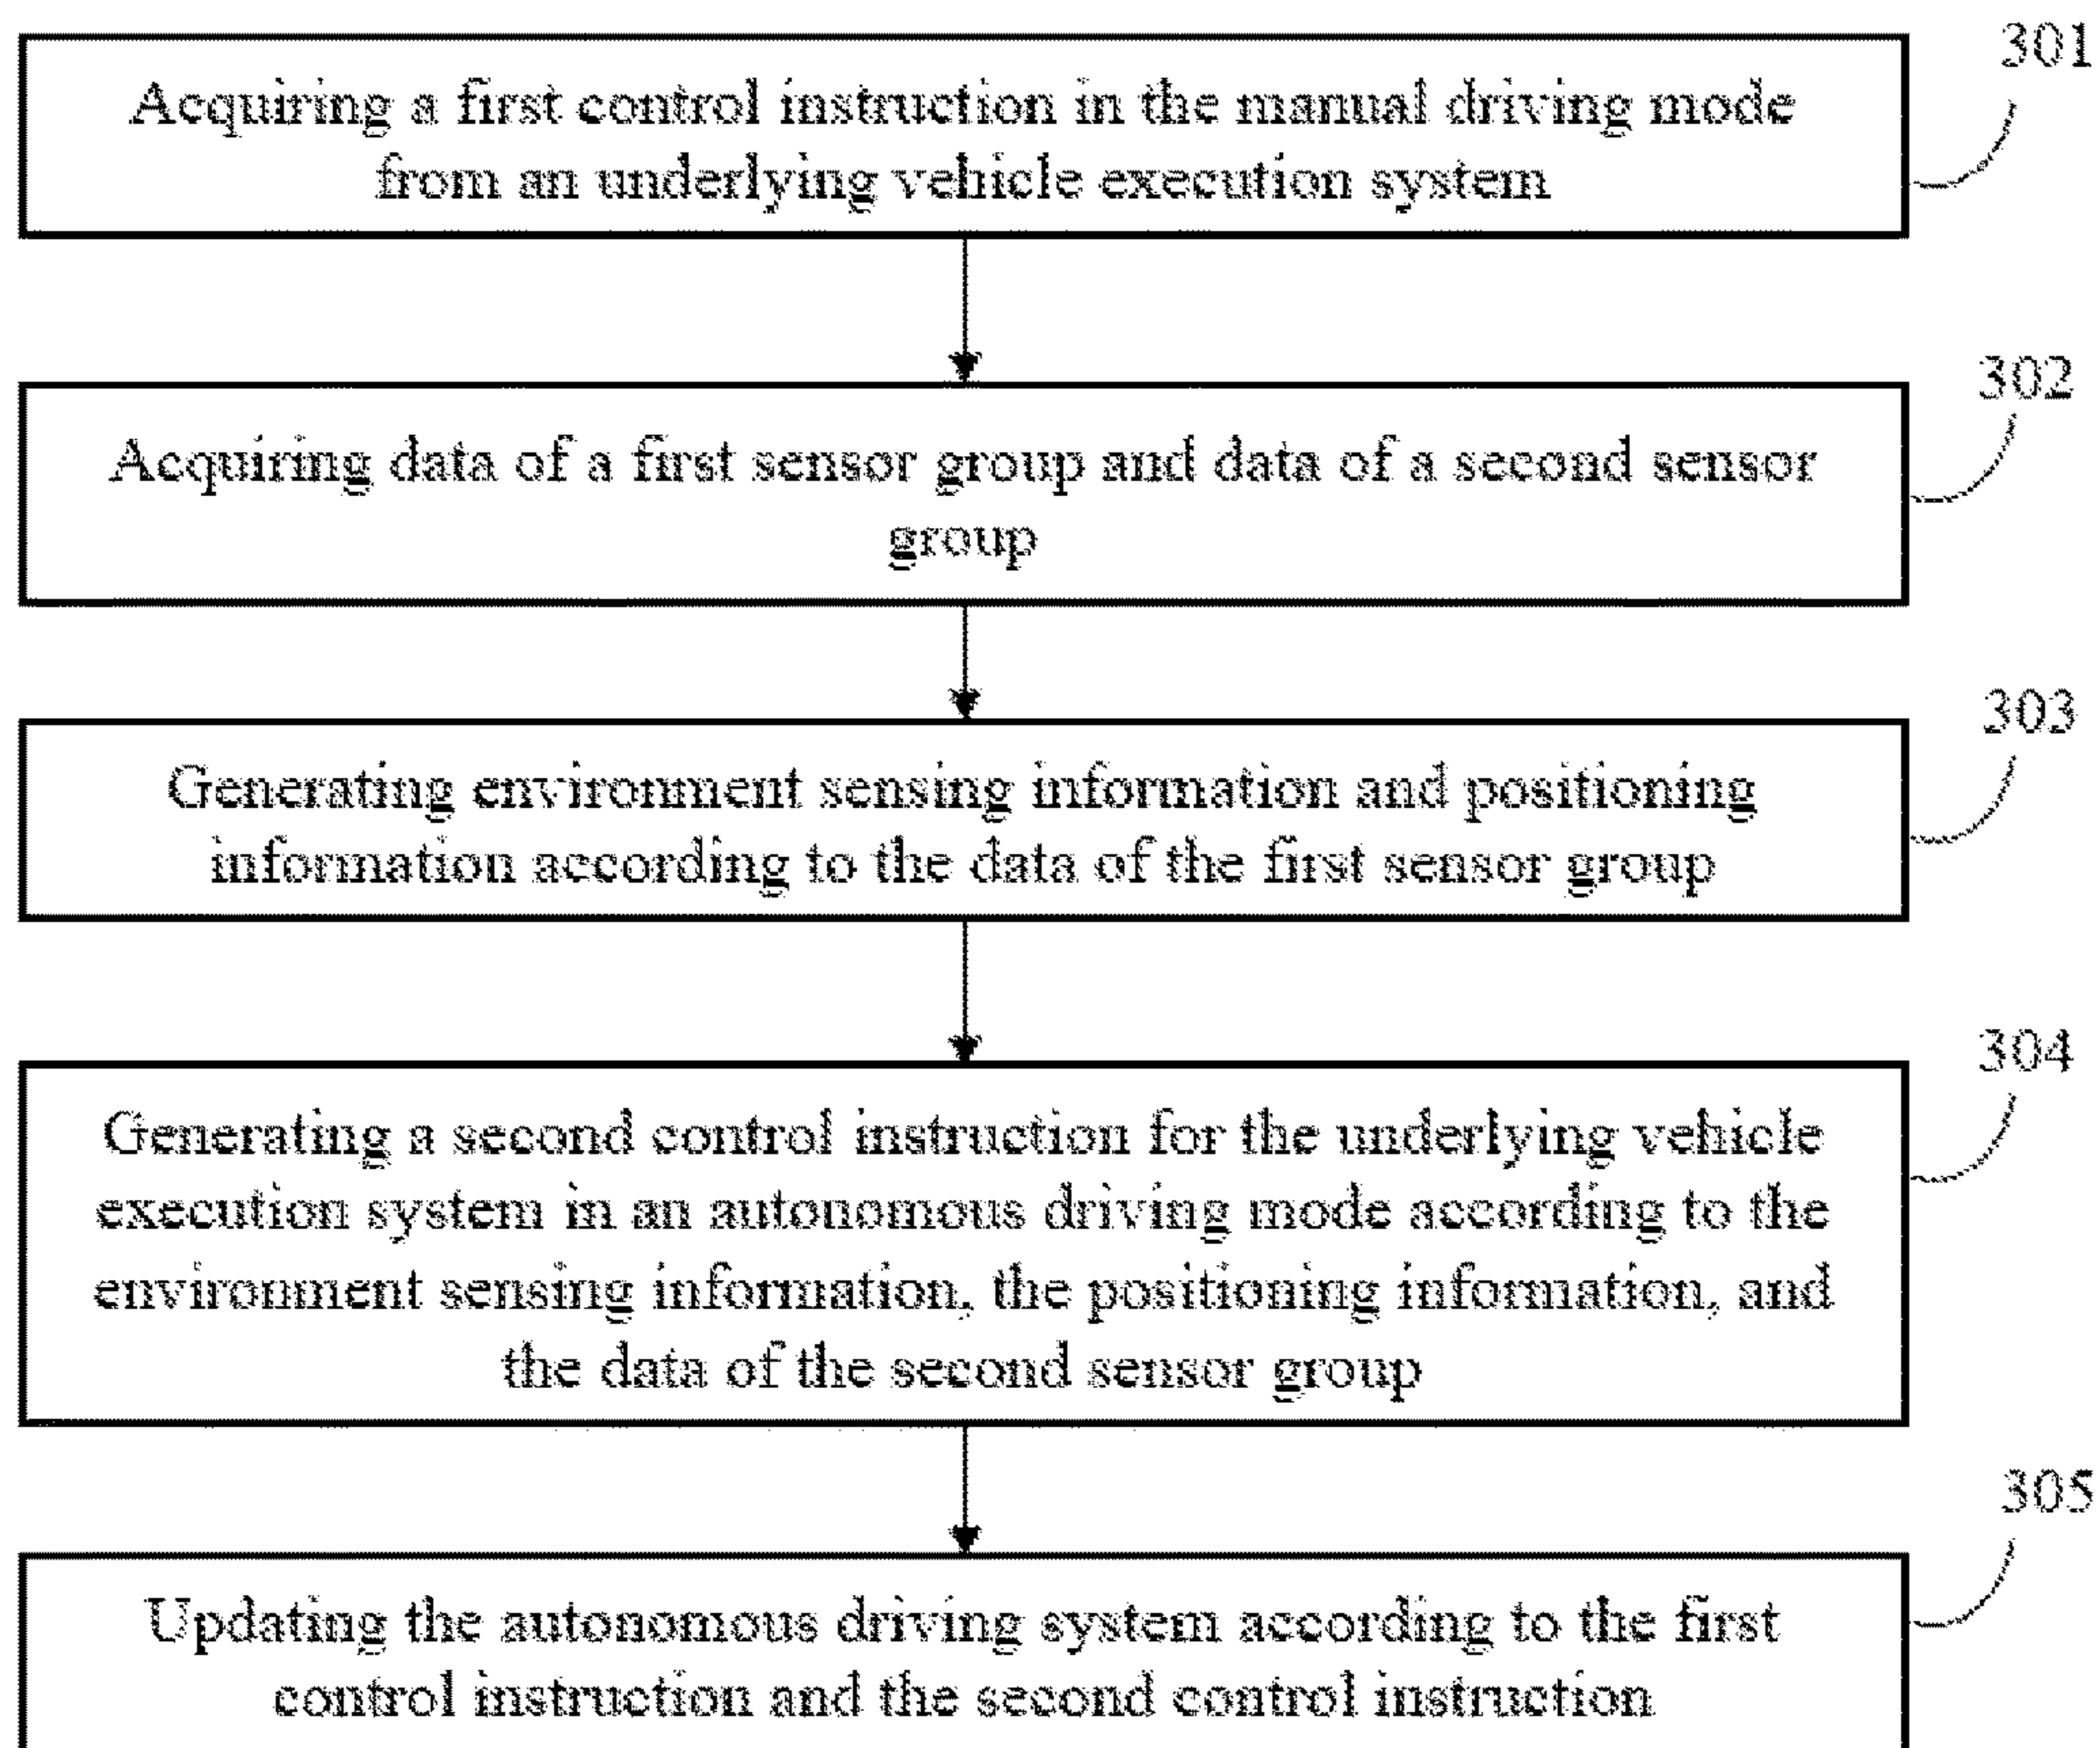 301
Acquiring a first control instruction in the manual driving mode
from an underlying vehicle execution system
302
Acquiring data of a first sensor group and data of a second sensor
group
303
Generating environment sensing information and positioning
information according to the data of the first sensor group
304
Generating a second control instruction for the underlying vehicle
execution system in an autonomous driving mode according to the
environment sensing information, the positioning information, and
the data of the second sensor group
305
Updating the autonomous driving system according to the first
control instruction and the second control instruction